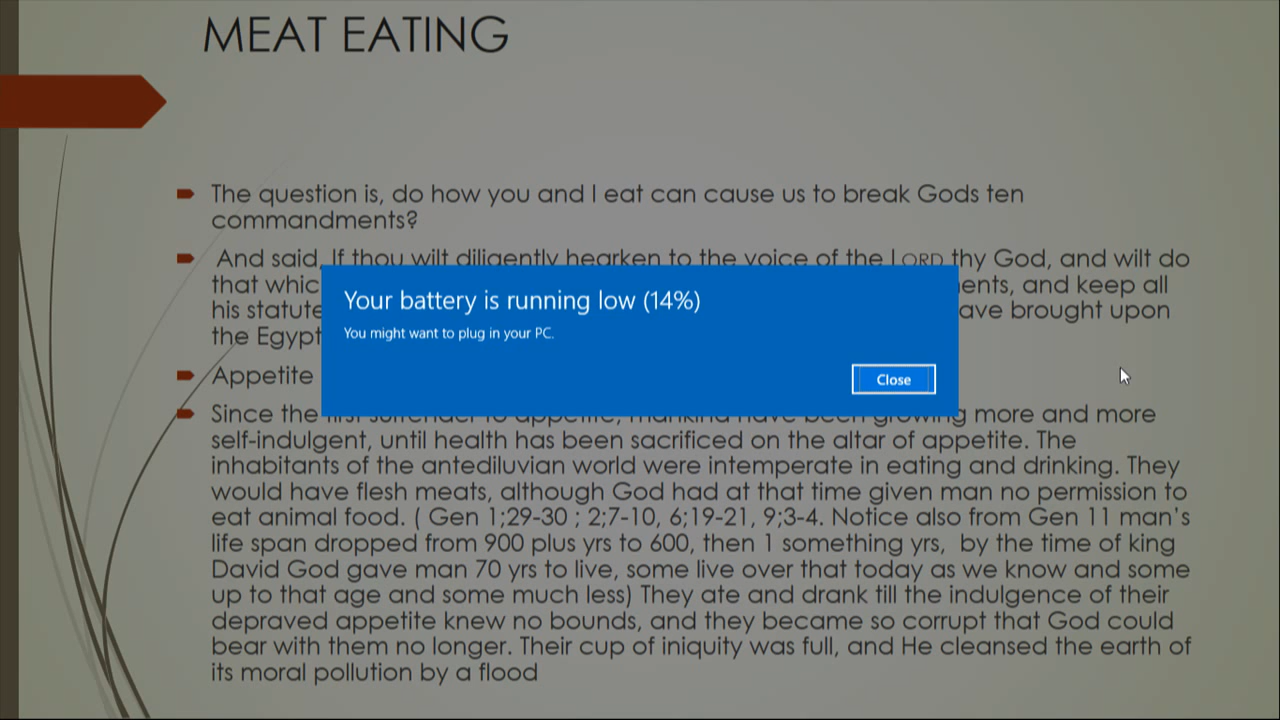 MEAT EATING
The question is, do how you and I eat can cause us to break Gods ten
commandments?
And said, If thou wilt diligently hearken to the voice of the LORD thy God, and wilt do
that whic ents, and keep all
his statute ave brought upon
the Egypt
Appetite
Your battery is running low (14%)
You might want to plug in your PC.
Close
Since the first surrender to appetite, mankind have been growing more and more
self-indulgent, until health has been sacrificed on the altar of appetite. The
inhabitants of the antediluvian world were intemperate in eating and drinking. They
would have flesh meats, although God had at that time given man no permission to
eat animal food. ( Gen 1;29-30 ; 2;7-10, 6;19-21, 9;3-4. Notice also from Gen 11 man's
life span dropped from 900 plus yrs to 600, then 1 something yrs, by the time of king
David God gave man 70 yrs to live, some live over that today as we know and some
up to that age and some much less) They ate and drank till the indulgence of their
depraved appetite knew no bounds, and they became so corrupt that God could
bear with them no longer. Their cup of iniquity was full, and He cleansed the earth of
its moral pollution by a flood